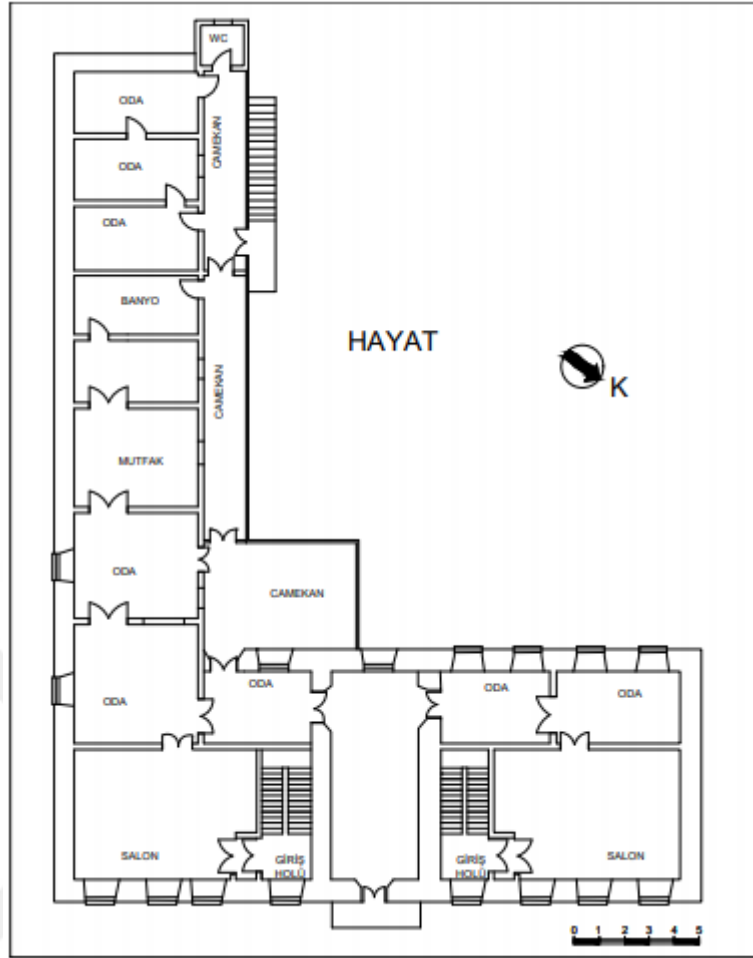 WC
ODA
CAMEKAN
ODA
ODA
BANYO
HAYAT
K
CAMEKAN
MUTFAK
ODA
CAMEKAN
ODA
ODA
ODA
ODA
SALON
GİRİŞ
HOLÜ
GİRİŞ
HOLÜ
SALON
0 1 2 3 4 5